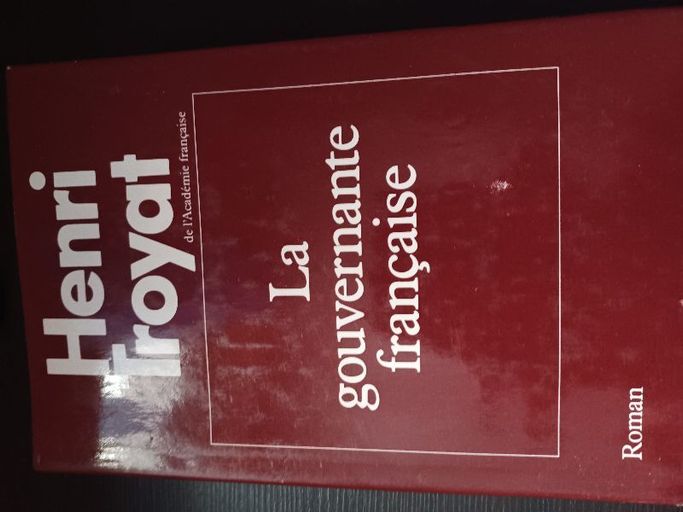 Henri
Troyat
de l'Académie française
La
gouvernante
française
Roman